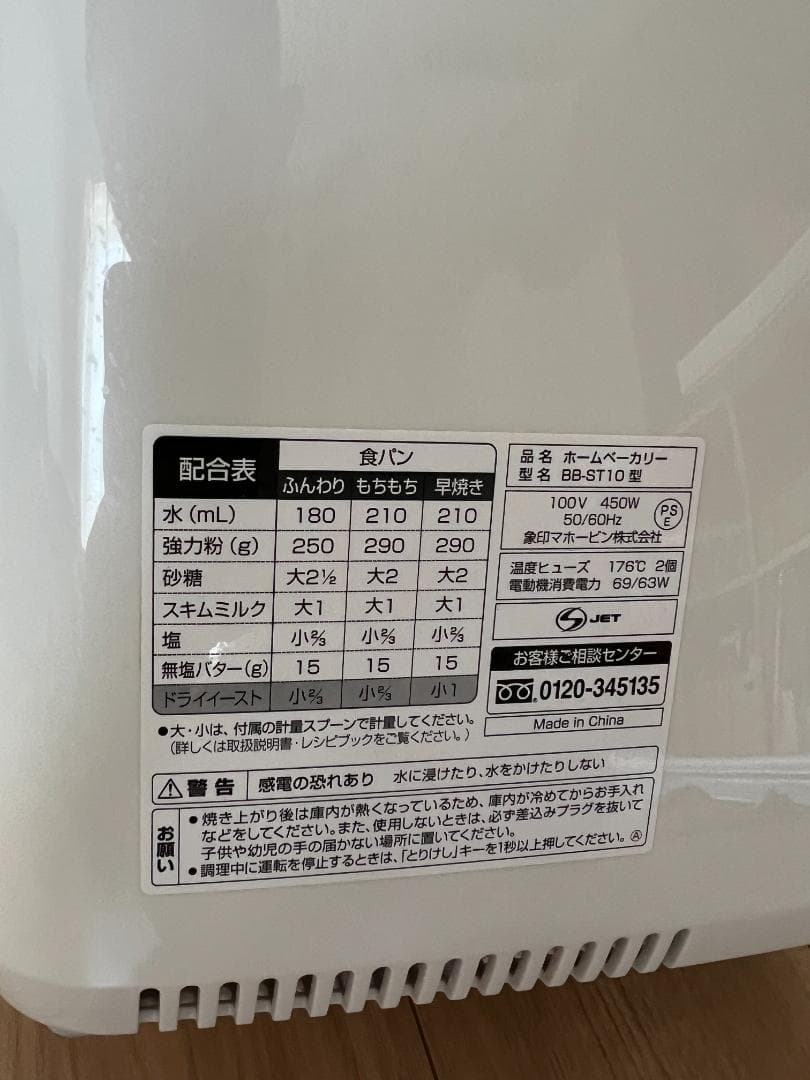 配合表 食パン
ふんわり もちもち 早焼き
水(mL) 180 210 210
強力粉(g) 250 290 290
砂糖 大2½ 大2 大2
スキムミルク 大1 大1 大1
塩 小⅔ 小⅔ 小⅔
無塩バター(g) 15 15 15
ドライイースト 小⅔ 小⅔ 小1
●大・小は、付属の計量スプーンで計量してください。
(詳しくは取扱説明書・レシピブックをご覧ください。)
品名 ホームベーカリー
型名 BB-ST10型
100V 450W
50/60Hz
PS
E
象印マホービン株式会社
温度ヒューズ 176℃ 2個
電動機消費電力 69/63W
JET
お客様ご相談センター
0120-345135
Made in China
警告 感電の恐れあり 水に浸けたり、水をかけたりしない
お願い
●焼き上がり後は庫内が熱くなっているため、庫内が冷めてからお手入れ
などをしてください。また、使用しないときは、必ず差込みプラグを抜いて
子供や幼児の手の届かない場所に置いてください。
●調理中に運転を停止するときは、「とりけし」キーを1秒以上押してください。Ⓐ